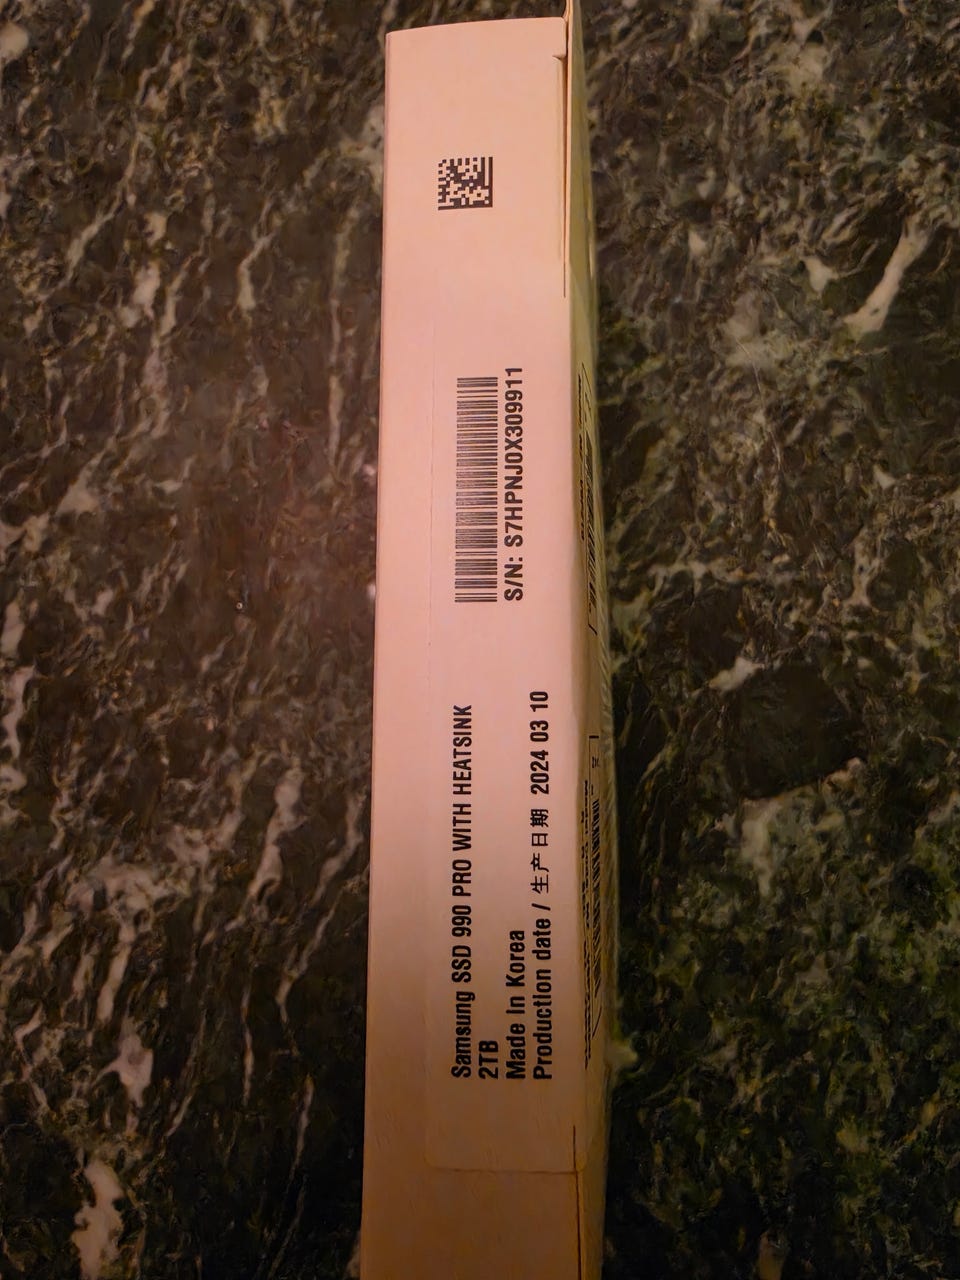 Samsung SSD 990 PRO WITH HEATSINK
2TB
Made In Korea
Production date / 生产日期 2024 03 10
S/N: S7HPNJ0X309911